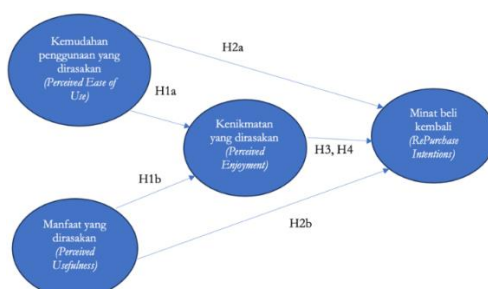 Kemudahan
penggunaan yang
dirasakan
(Perceived Ease of
Use)
H2a
H1a
Kenikmatan
yang dirasakan
(Perceived
Enjoyment)
H3, H4
Minat beli
kembali
(RePurchase
Intentions)
H1b
Manfaat yang
dirasakan
(Perceived
Usefulness)
H2b